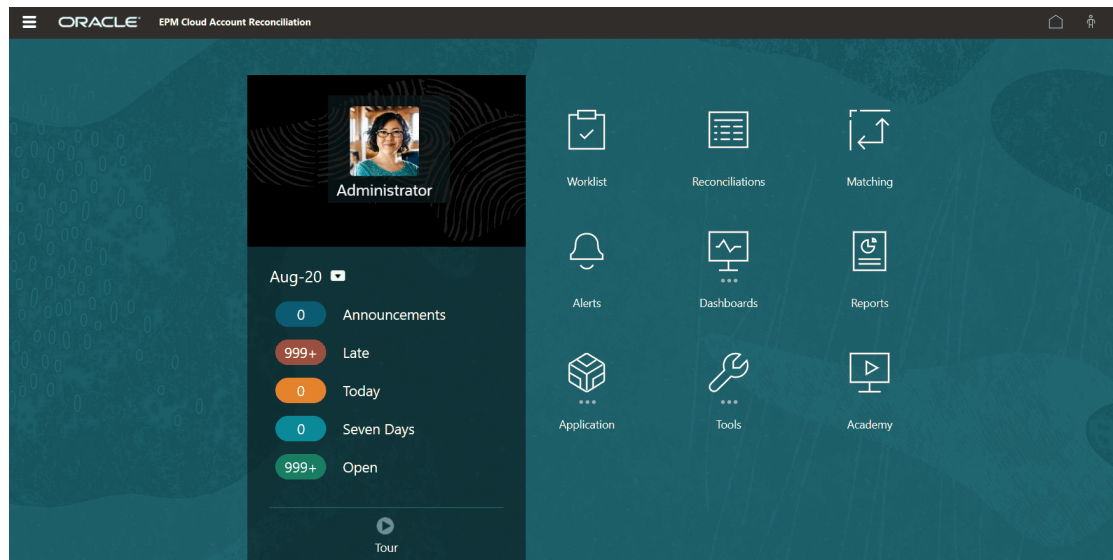 ORACLE EPM Cloud Account Reconciliation
Administrator
Aug-20
0 Announcements
999+ Late
0 Today
0 Seven Days
999+ Open
Tour
Worklist Reconciliations Matching
Alerts Dashboards Reports
Application Tools Academy